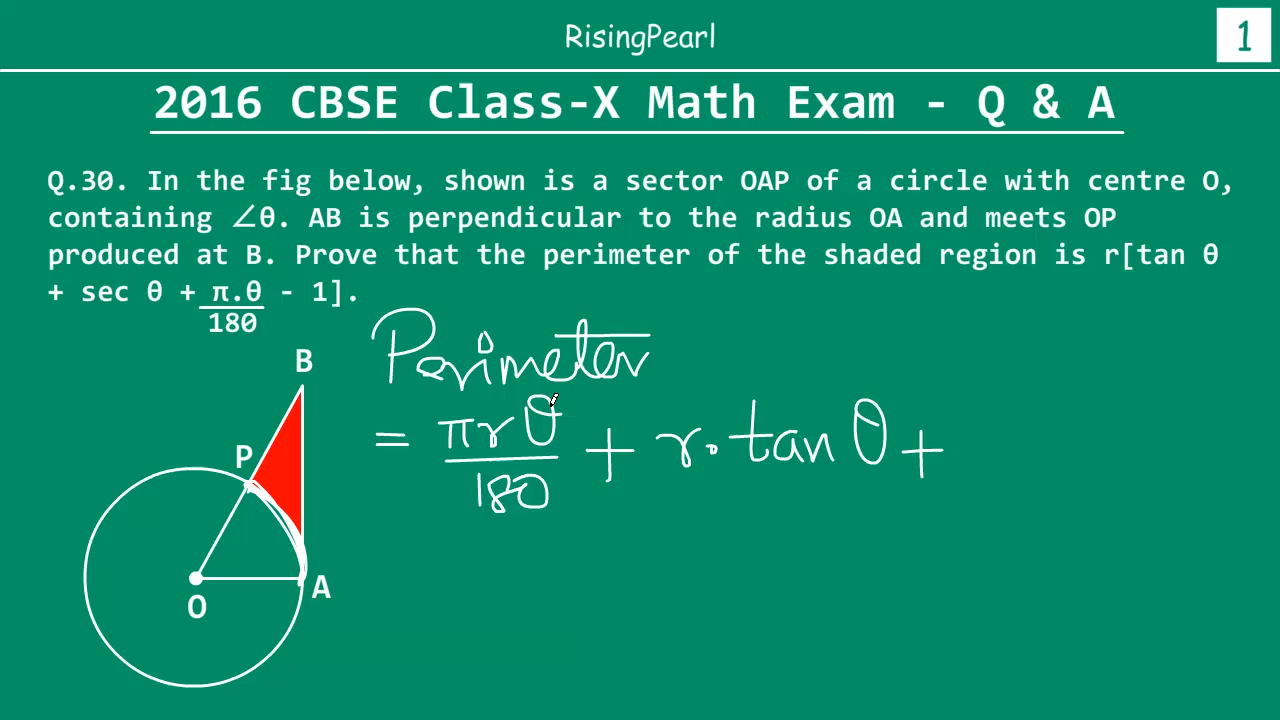 RisingPearl
1
2016 CBSE Class-X Math Exam - Q & A
Q.30. In the fig below, shown is a sector OAP of a circle with centre O,
containing ∠θ. AB is perpendicular to the radius OA and meets OP
produced at B. Prove that the perimeter of the shaded region is r[tan θ
+ sec θ + π.θ - 1].
180
B
P
O
A
Perimeter
= πrθ + r.tan θ +
180